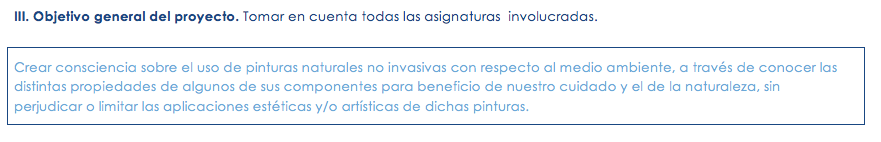 III. Objetivo general del proyecto. Tomar en cuenta todas las asignaturas involucradas.
Crear consciencia sobre el uso de pinturas naturales no invasivas con respecto al medio ambiente, a través de conocer las
distintas propiedades de algunos de sus componentes para beneficio de nuestro cuidado y el de la naturaleza, sin
perjudicar o limitar las aplicaciones estéticas y/o artísticas de dichas pinturas.